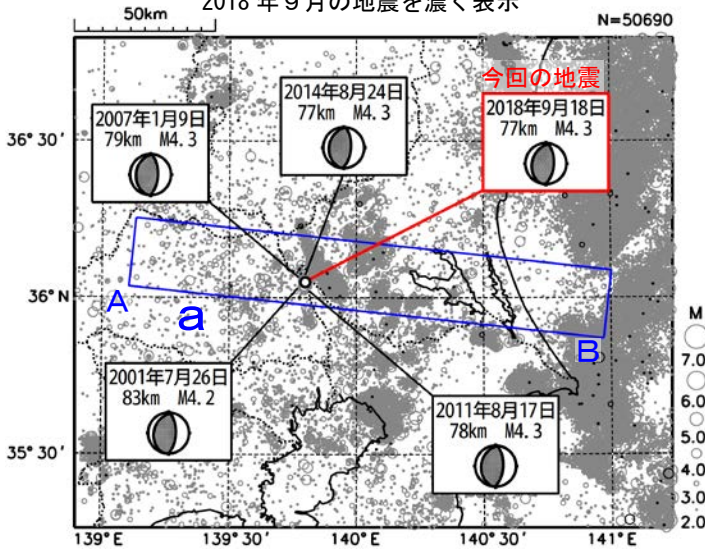 2018年9月の地震を濃く表示
50km
N=50690
今回の地震
2007年1月9日
79km M4.3
2014年8月24日
77km M4.3
2018年9月18日
77km M4.3
36°30′
36°N
35°30′
A
a
B
2001年7月26日
83km M4.2
2011年8月17日
78km M4.3
M
7.0
6.0
5.0
4.0
3.0
2.0
139°E
139°30′
140°E
140°30′
141°E